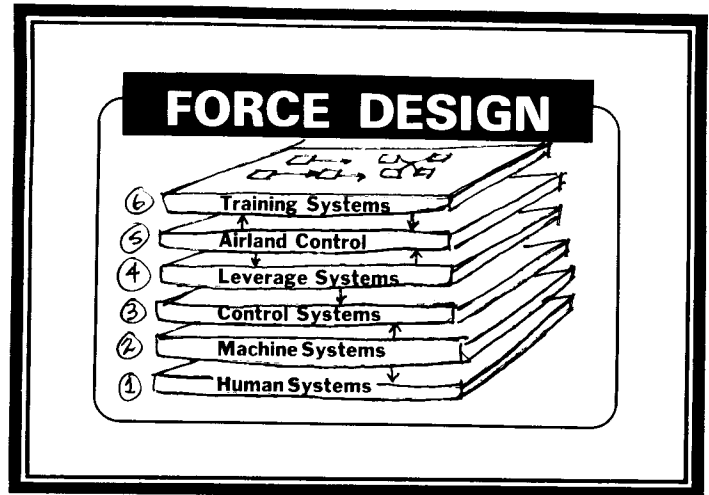 FORCE DESIGN
⑥ Training Systems
⑤ Airland Control
④ Leverage Systems
③ Control Systems
② Machine Systems
① Human Systems